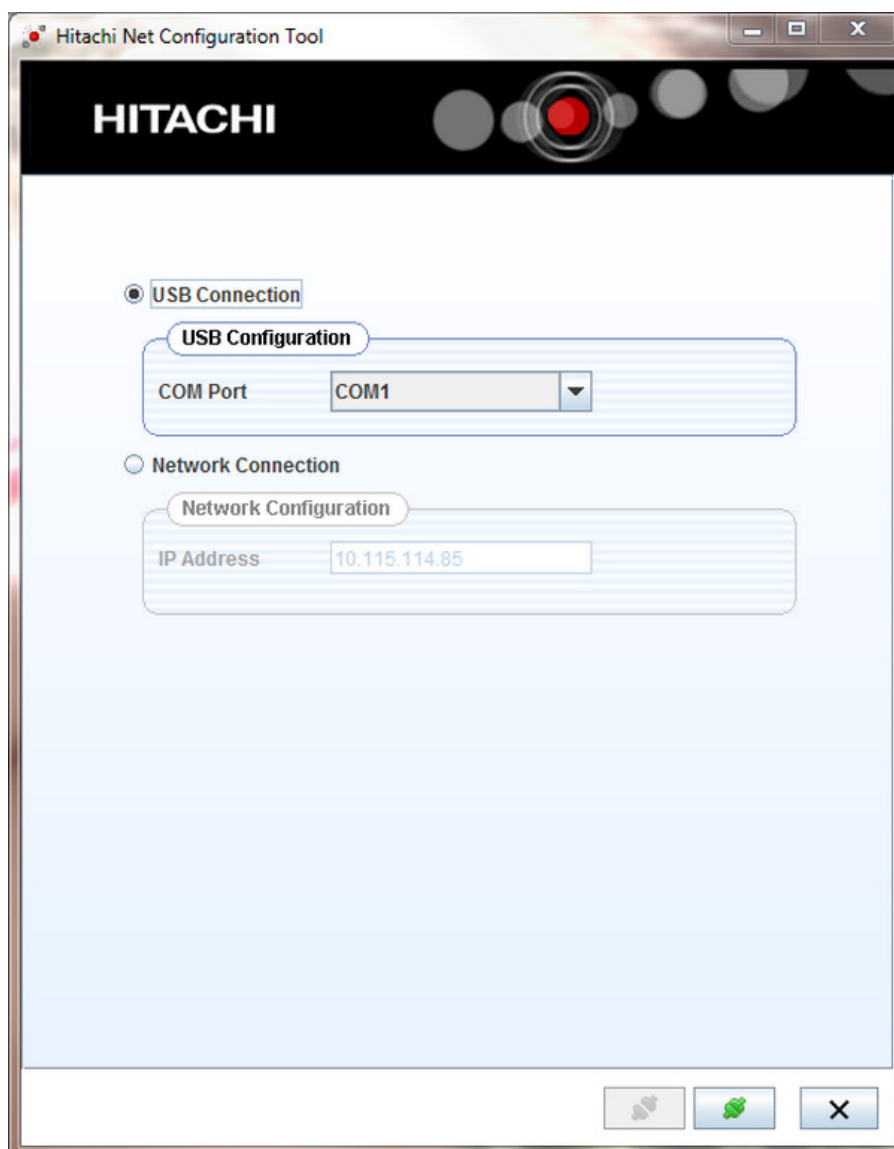 Hitachi Net Configuration Tool
HITACHI
USB Connection
USB Configuration
COM Port COM1
Network Connection
Network Configuration
IP Address 10.115.114.85